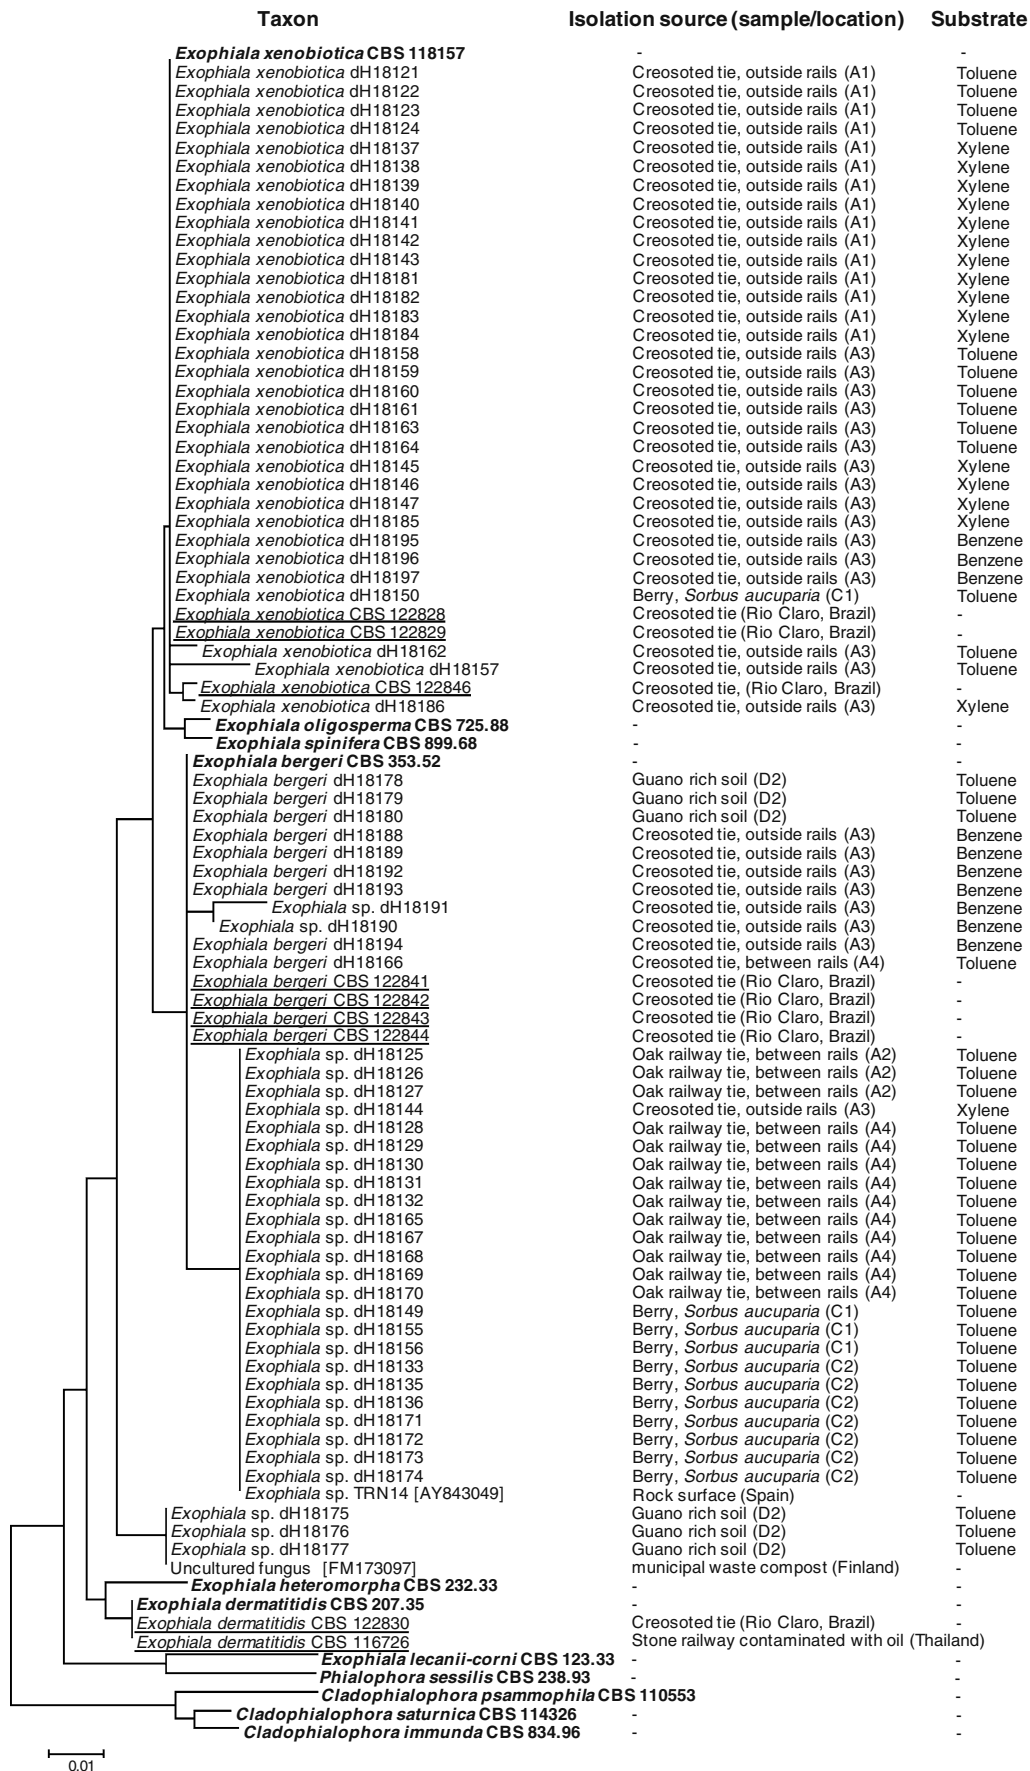 Taxon Isolation source (sample/location) Substrate
Exophiala xenobiotica CBS 118157 - -
Exophiala xenobiotica dH18121 Creosoted tie, outside rails (A1) Toluene
Exophiala xenobiotica dH18122 Creosoted tie, outside rails (A1) Toluene
Exophiala xenobiotica dH18123 Creosoted tie, outside rails (A1) Toluene
Exophiala xenobiotica dH18124 Creosoted tie, outside rails (A1) Toluene
Exophiala xenobiotica dH18137 Creosoted tie, outside rails (A1) Xylene
Exophiala xenobiotica dH18138 Creosoted tie, outside rails (A1) Xylene
Exophiala xenobiotica dH18139 Creosoted tie, outside rails (A1) Xylene
Exophiala xenobiotica dH18140 Creosoted tie, outside rails (A1) Xylene
Exophiala xenobiotica dH18141 Creosoted tie, outside rails (A1) Xylene
Exophiala xenobiotica dH18142 Creosoted tie, outside rails (A1) Xylene
Exophiala xenobiotica dH18143 Creosoted tie, outside rails (A1) Xylene
Exophiala xenobiotica dH18181 Creosoted tie, outside rails (A1) Xylene
Exophiala xenobiotica dH18182 Creosoted tie, outside rails (A1) Xylene
Exophiala xenobiotica dH18183 Creosoted tie, outside rails (A1) Xylene
Exophiala xenobiotica dH18184 Creosoted tie, outside rails (A1) Xylene
Exophiala xenobiotica dH18158 Creosoted tie, outside rails (A3) Toluene
Exophiala xenobiotica dH18159 Creosoted tie, outside rails (A3) Toluene
Exophiala xenobiotica dH18160 Creosoted tie, outside rails (A3) Toluene
Exophiala xenobiotica dH18161 Creosoted tie, outside rails (A3) Toluene
Exophiala xenobiotica dH18163 Creosoted tie, outside rails (A3) Toluene
Exophiala xenobiotica dH18164 Creosoted tie, outside rails (A3) Toluene
Exophiala xenobiotica dH18145 Creosoted tie, outside rails (A3) Xylene
Exophiala xenobiotica dH18146 Creosoted tie, outside rails (A3) Xylene
Exophiala xenobiotica dH18147 Creosoted tie, outside rails (A3) Xylene
Exophiala xenobiotica dH18185 Creosoted tie, outside rails (A3) Xylene
Exophiala xenobiotica dH18195 Creosoted tie, outside rails (A3) Benzene
Exophiala xenobiotica dH18196 Creosoted tie, outside rails (A3) Benzene
Exophiala xenobiotica dH18197 Creosoted tie, outside rails (A3) Benzene
Exophiala xenobiotica dH18150 Berry, Sorbus aucuparia (C1) Toluene
Exophiala xenobiotica CBS 122828 Creosoted tie (Rio Claro, Brazil) -
Exophiala xenobiotica CBS 122829 Creosoted tie (Rio Claro, Brazil) -
Exophiala xenobiotica dH18162 Creosoted tie, outside rails (A3) Toluene
Exophiala xenobiotica dH18157 Creosoted tie, outside rails (A3) Toluene
Exophiala xenobiotica CBS 122846 Creosoted tie, (Rio Claro, Brazil) -
Exophiala xenobiotica dH18186 Creosoted tie, outside rails (A3) Xylene
Exophiala oligosperma CBS 725.88 - -
Exophiala spinifera CBS 899.68 - -
Exophiala bergeri CBS 353.52 - -
Exophiala bergeri dH18178 Guano rich soil (D2) Toluene
Exophiala bergeri dH18179 Guano rich soil (D2) Toluene
Exophiala bergeri dH18180 Guano rich soil (D2) Toluene
Exophiala bergeri dH18188 Creosoted tie, outside rails (A3) Benzene
Exophiala bergeri dH18189 Creosoted tie, outside rails (A3) Benzene
Exophiala bergeri dH18192 Creosoted tie, outside rails (A3) Benzene
Exophiala bergeri dH18193 Creosoted tie, outside rails (A3) Benzene
Exophiala sp. dH18191 Creosoted tie, outside rails (A3) Benzene
Exophiala sp. dH18190 Creosoted tie, outside rails (A3) Benzene
Exophiala bergeri dH18194 Creosoted tie, outside rails (A3) Benzene
Exophiala bergeri dH18166 Creosoted tie, between rails (A4) Toluene
Exophiala bergeri CBS 122841 Creosoted tie (Rio Claro, Brazil) -
Exophiala bergeri CBS 122842 Creosoted tie (Rio Claro, Brazil) -
Exophiala bergeri CBS 122843 Creosoted tie (Rio Claro, Brazil) -
Exophiala bergeri CBS 122844 Creosoted tie (Rio Claro, Brazil) -
Exophiala sp. dH18125 Oak railway tie, between rails (A2) Toluene
Exophiala sp. dH18126 Oak railway tie, between rails (A2) Toluene
Exophiala sp. dH18127 Oak railway tie, between rails (A2) Toluene
Exophiala sp. dH18144 Creosoted tie, outside rails (A3) Xylene
Exophiala sp. dH18128 Oak railway tie, between rails (A4) Toluene
Exophiala sp. dH18129 Oak railway tie, between rails (A4) Toluene
Exophiala sp. dH18130 Oak railway tie, between rails (A4) Toluene
Exophiala sp. dH18131 Oak railway tie, between rails (A4) Toluene
Exophiala sp. dH18132 Oak railway tie, between rails (A4) Toluene
Exophiala sp. dH18165 Oak railway tie, between rails (A4) Toluene
Exophiala sp. dH18167 Oak railway tie, between rails (A4) Toluene
Exophiala sp. dH18168 Oak railway tie, between rails (A4) Toluene
Exophiala sp. dH18169 Oak railway tie, between rails (A4) Toluene
Exophiala sp. dH18170 Oak railway tie, between rails (A4) Toluene
Exophiala sp. dH18149 Berry, Sorbus aucuparia (C1) Toluene
Exophiala sp. dH18155 Berry, Sorbus aucuparia (C1) Toluene
Exophiala sp. dH18156 Berry, Sorbus aucuparia (C1) Toluene
Exophiala sp. dH18133 Berry, Sorbus aucuparia (C2) Toluene
Exophiala sp. dH18135 Berry, Sorbus aucuparia (C2) Toluene
Exophiala sp. dH18136 Berry, Sorbus aucuparia (C2) Toluene
Exophiala sp. dH18171 Berry, Sorbus aucuparia (C2) Toluene
Exophiala sp. dH18172 Berry, Sorbus aucuparia (C2) Toluene
Exophiala sp. dH18173 Berry, Sorbus aucuparia (C2) Toluene
Exophiala sp. dH18174 Berry, Sorbus aucuparia (C2) Toluene
Exophiala sp. TRN14 [AY843049] Rock surface (Spain) -
Exophiala sp. dH18175 Guano rich soil (D2) Toluene
Exophiala sp. dH18176 Guano rich soil (D2) Toluene
Exophiala sp. dH18177 Guano rich soil (D2) Toluene
Uncultured fungus [FM173097] municipal waste compost (Finland) -
Exophiala heteromorpha CBS 232.33 - -
Exophiala dermatitidis CBS 207.35 - -
Exophiala dermatitidis CBS 122830 Creosoted tie (Rio Claro, Brazil) -
Exophiala dermatitidis CBS 116726 Stone railway contaminated with oil (Thailand)
Exophiala lecanii-corni CBS 123.33 - -
Phialophora sessilis CBS 238.93 - -
Cladophialophora psammophila CBS 110553 -
Cladophialophora saturnica CBS 114326 - -
Cladophialophora immunda CBS 834.96 - -
0.01